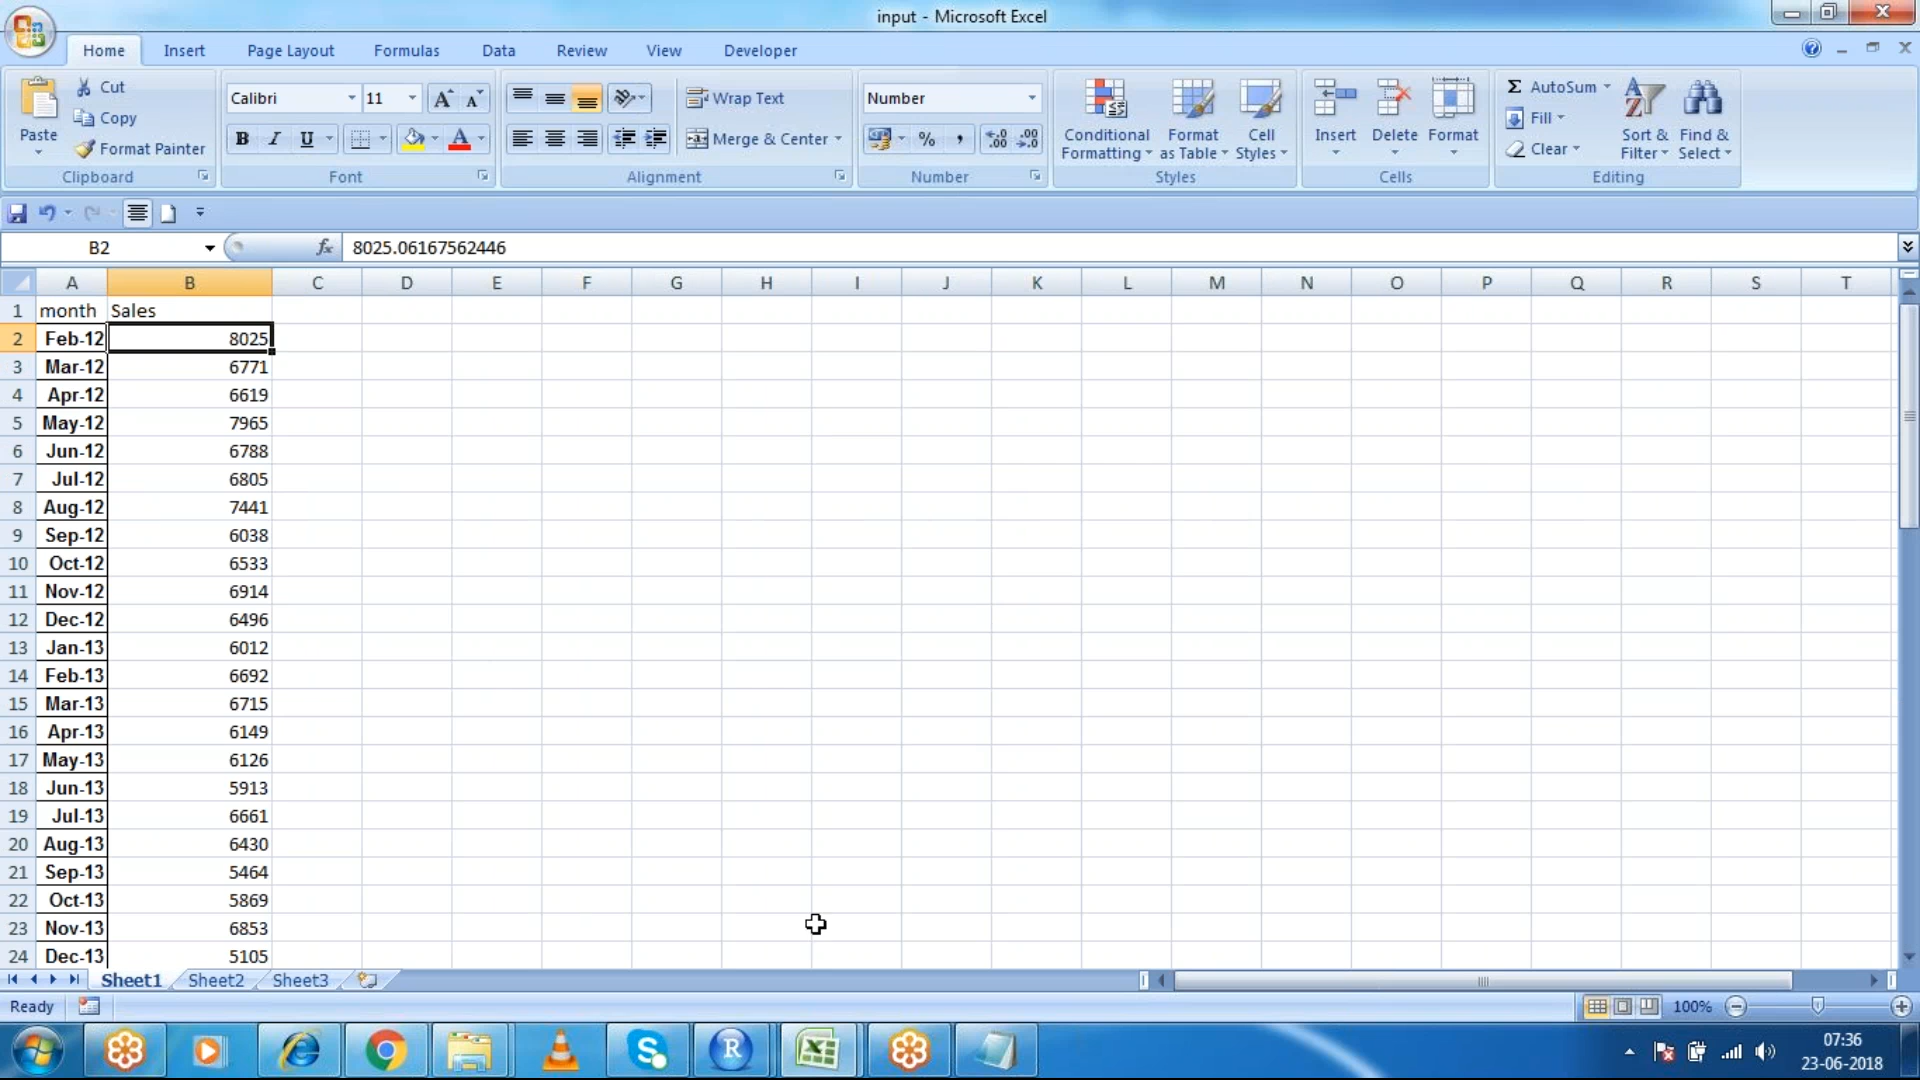 input - Microsoft Excel
Home Insert Page Layout Formulas Data Review View Developer
Paste
Cut
Copy
Format Painter
Clipboard
Calibri 11
B I U
Font
Wrap Text
Merge & Center
Alignment
Number
%
Number
Conditional Formatting
Format as Table
Cell Styles
Styles
Insert Delete Format
Cells
AutoSum
Fill
Clear
Sort & Filter
Find & Select
Editing
B2 fx 8025.06167562446
A B C D E F G H I J K L M N O P Q R S T
1 month Sales
2 Feb-12 8025
3 Mar-12 6771
4 Apr-12 6619
5 May-12 7965
6 Jun-12 6788
7 Jul-12 6805
8 Aug-12 7441
9 Sep-12 6038
10 Oct-12 6533
11 Nov-12 6914
12 Dec-12 6496
13 Jan-13 6012
14 Feb-13 6692
15 Mar-13 6715
16 Apr-13 6149
17 May-13 6126
18 Jun-13 5913
19 Jul-13 6661
20 Aug-13 6430
21 Sep-13 5464
22 Oct-13 5869
23 Nov-13 6853
24 Dec-13 5105
Sheet1 Sheet2 Sheet3
Ready
100%
07:36
23-06-2018